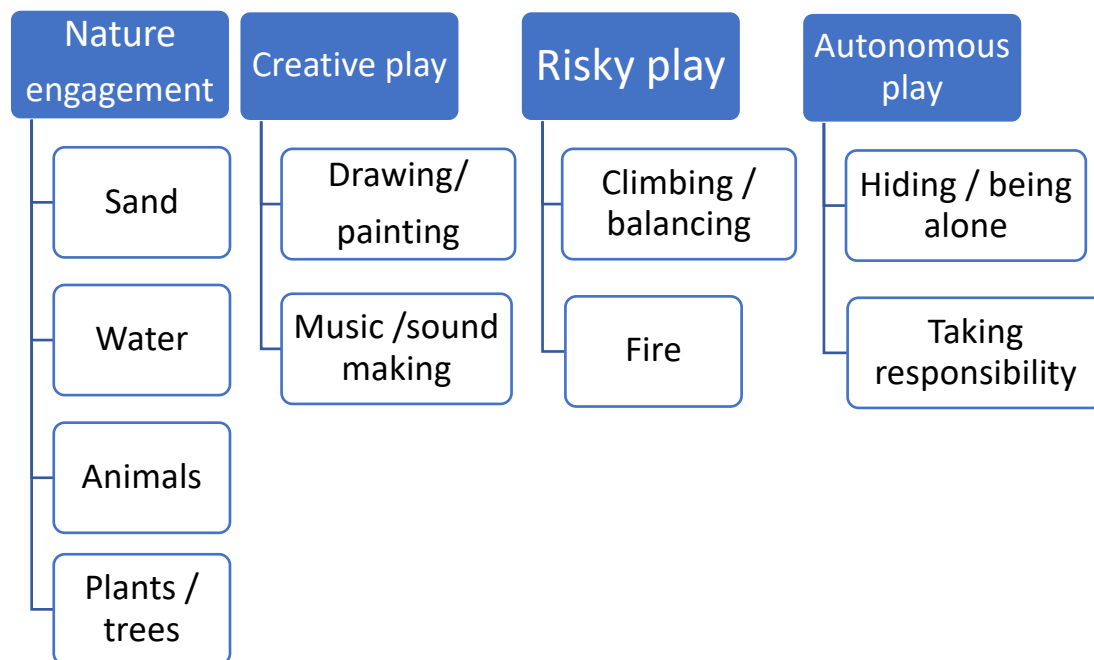 Nature
engagement
Sand
Water
Animals
Plants /
trees
Creative play
Drawing/
painting
Music /sound
making
Risky play
Climbing /
balancing
Fire
Autonomous
play
Hiding / being
alone
Taking
responsibility